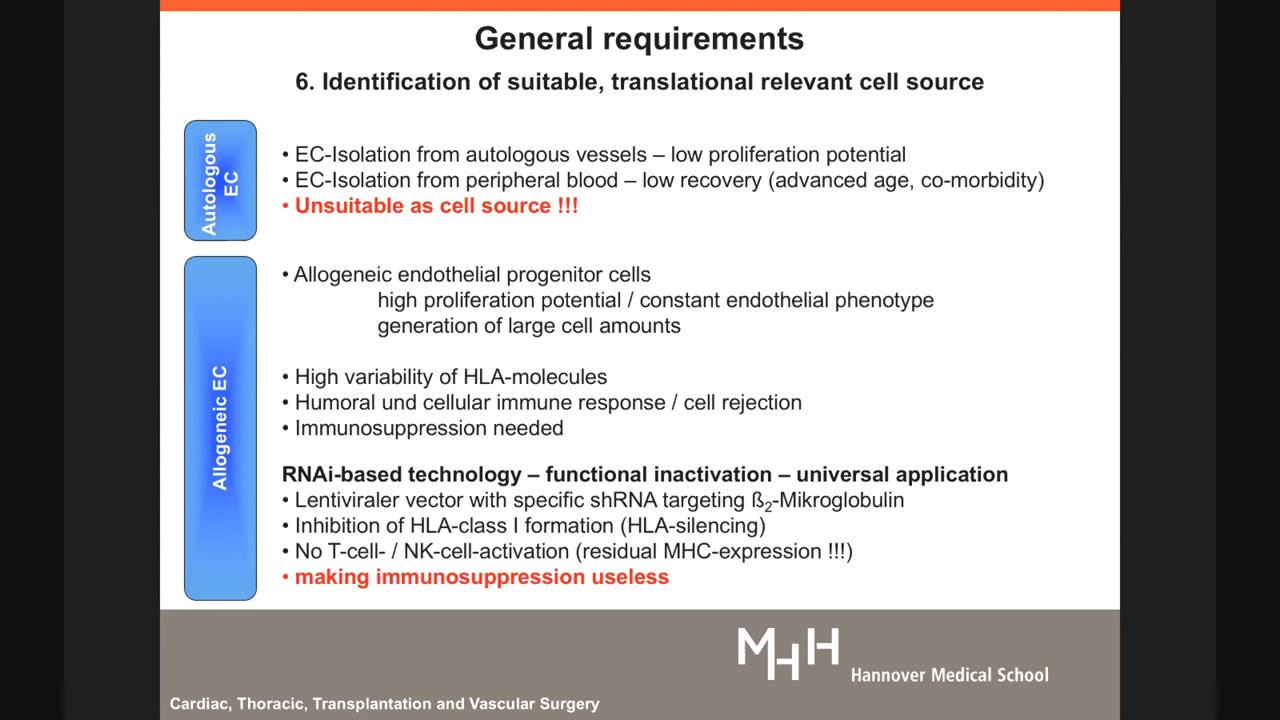 General requirements
6. Identification of suitable, translational relevant cell source
Autologous
EC
• EC-Isolation from autologous vessels – low proliferation potential
• EC-Isolation from peripheral blood – low recovery (advanced age, co-morbidity)
• Unsuitable as cell source !!!
Allogeneic EC
• Allogeneic endothelial progenitor cells
high proliferation potential / constant endothelial phenotype
generation of large cell amounts
• High variability of HLA-molecules
• Humoral und cellular immune response / cell rejection
• Immunosuppression needed
RNAi-based technology – functional inactivation – universal application
• Lentiviraler vector with specific shRNA targeting ß₂-Mikroglobulin
• Inhibition of HLA-class I formation (HLA-silencing)
• No T-cell- / NK-cell-activation (residual MHC-expression !!!)
• making immunosuppression useless
MHH
Hannover Medical School
Cardiac, Thoracic, Transplantation and Vascular Surgery